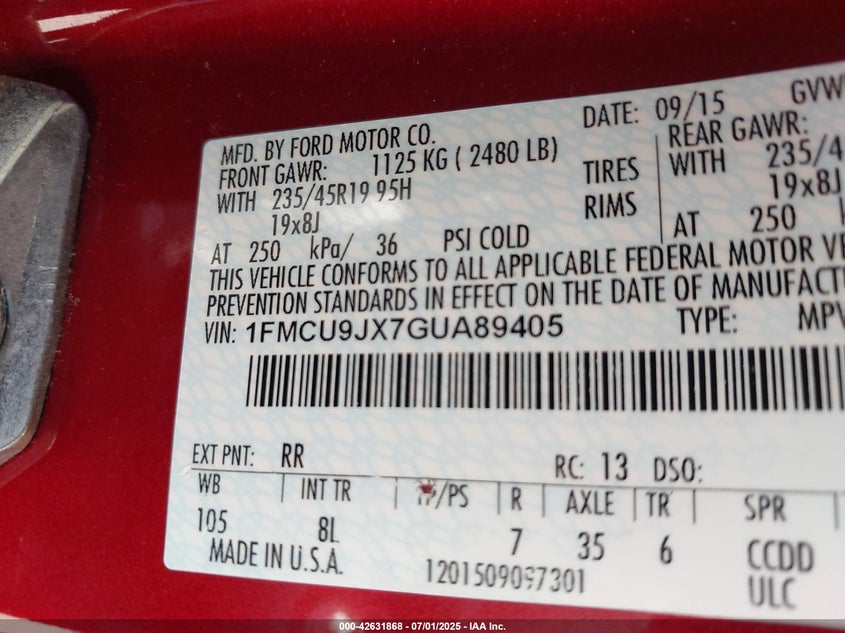 DATE: 09/15 GVW
MFD. BY FORD MOTOR CO.
FRONT GAWR: 1125 KG ( 2480 LB) REAR GAWR:
WITH 235/45R19 95H TIRES WITH 235/4
19x8J RIMS 19x8J
AT 250 kPa/ 36 PSI COLD AT 250
THIS VEHICLE CONFORMS TO ALL APPLICABLE FEDERAL MOTOR VE
PREVENTION STANDARDS IN EFFECT ON THE DATE OF MANUFACT
VIN: 1FMCU9JX7GUA89405 TYPE: MPV
EXT PNT: RR RC: 13 DSO:
WB INT TR /PS R AXLE TR SPR
105 8L 7 35 6 CCDD
MADE IN U.S.A. ULC
000-42631868 | 07/01/2025 - IAA Inc.